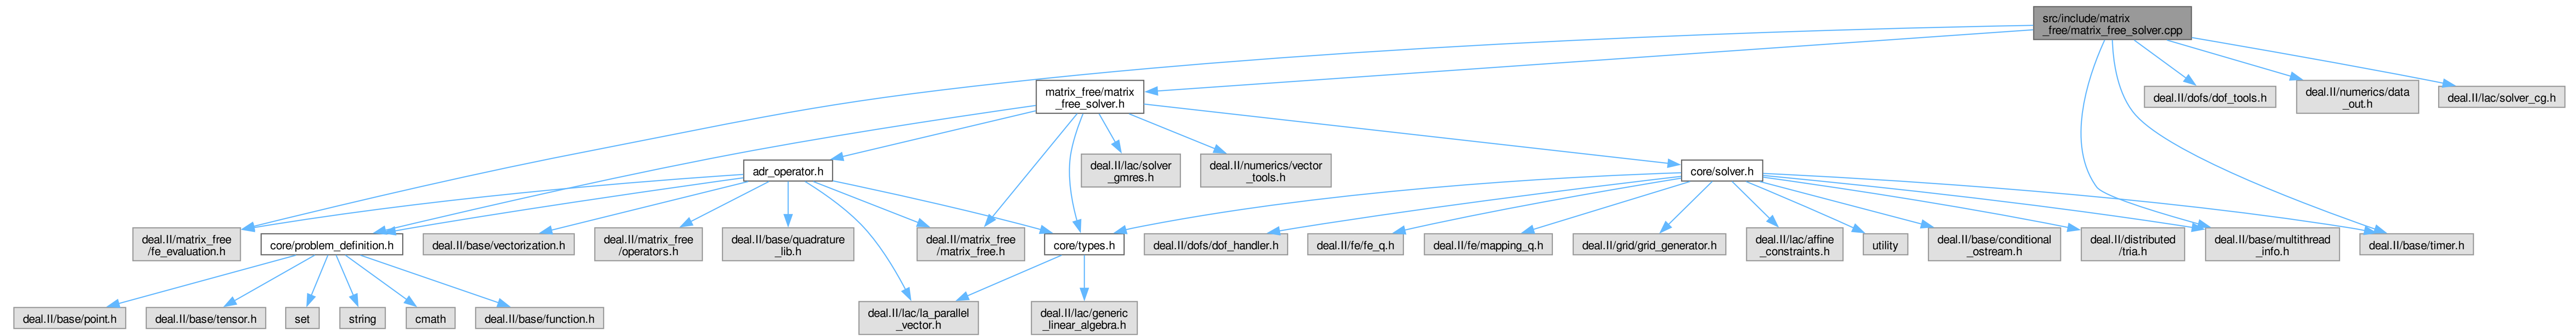 src/include/matrix
_free/matrix_free_solver.cpp
matrix_free/matrix
_free_solver.h
deal.II/dofs/dof_tools.h
deal.II/numerics/data
_out.h
deal.II/lac/solver_cg.h
adr_operator.h
deal.II/lac/solver
_gmres.h
deal.II/numerics/vector
_tools.h
core/solver.h
deal.II/matrix_free
/fe_evaluation.h
core/problem_definition.h
deal.II/base/vectorization.h
deal.II/matrix_free
/operators.h
deal.II/base/quadrature
_lib.h
deal.II/matrix_free
/matrix_free.h
core/types.h
deal.II/dofs/dof_handler.h
deal.II/fe/fe_q.h
deal.II/fe/mapping_q.h
deal.II/grid/grid_generator.h
deal.II/lac/affine
_constraints.h
utility
deal.II/base/conditional
_ostream.h
deal.II/distributed
/tria.h
deal.II/base/multithread
_info.h
deal.II/base/timer.h
deal.II/base/point.h
deal.II/base/tensor.h
set
string
cmath
deal.II/base/function.h
deal.II/lac/la_parallel
_vector.h
deal.II/lac/generic
_linear_algebra.h